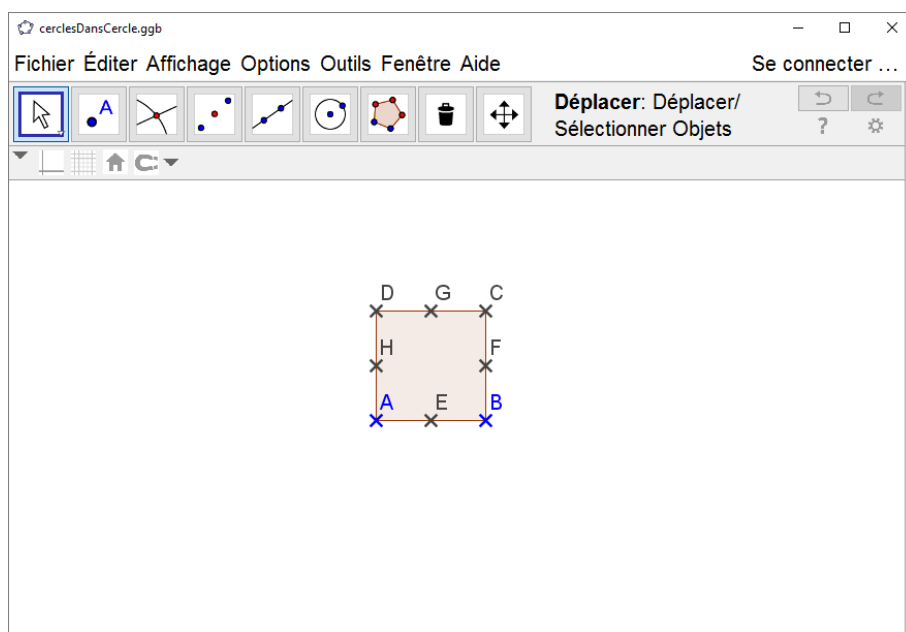 cerclesDansCercle.ggb
Fichier Éditer Affichage Options Outils Fenêtre Aide Se connecter ...
A
Déplacer: Déplacer/
Sélectionner Objets
?
D G C
H F
A E B